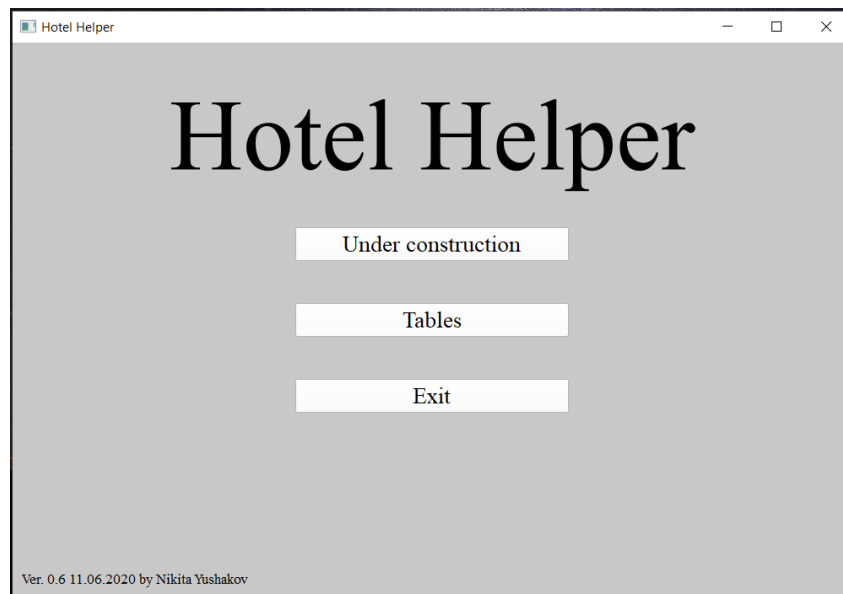 Hotel Helper
Hotel Helper
Under construction
Tables
Exit
Ver. 0.6 11.06.2020 by Nikita Yushakov